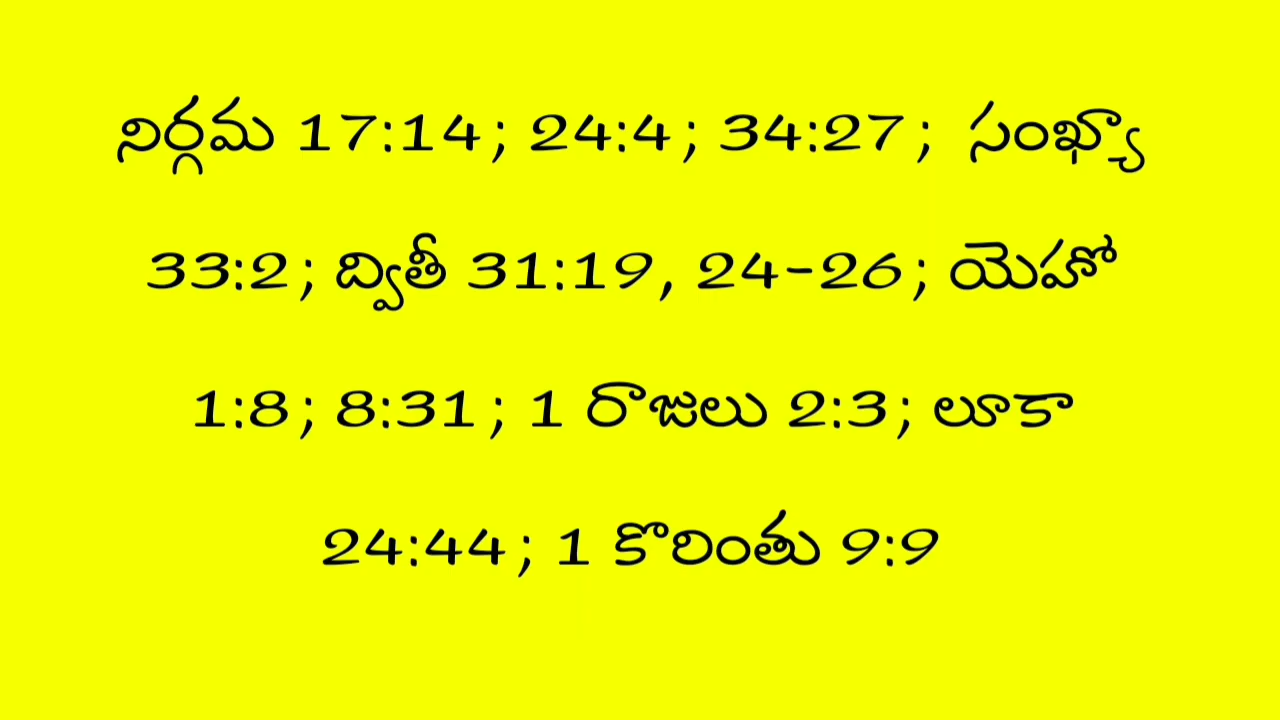 నిర్గమ 17:14; 24:4; 34:27; సంఖ్యా
33:2; ద్వితీ 31:19, 24-26; యెహో
1:8; 8:31; 1 రాజులు 2:3; లూకా
24:44; 1 కొరింతు 9:9